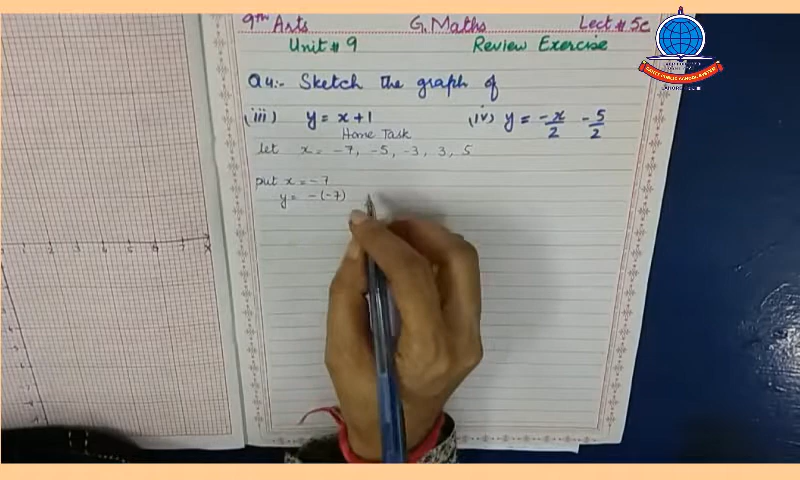 9th Arts G. Maths Lect # 5c
Unit # 9 Review Exercise
Q4:- Sketch the graph of
(iii) y = x + 1 (iv) y = -x/2 - 5/2
Home Task
let x = -7, -5, -3, 3, 5
put x = -7
y = -(-7)